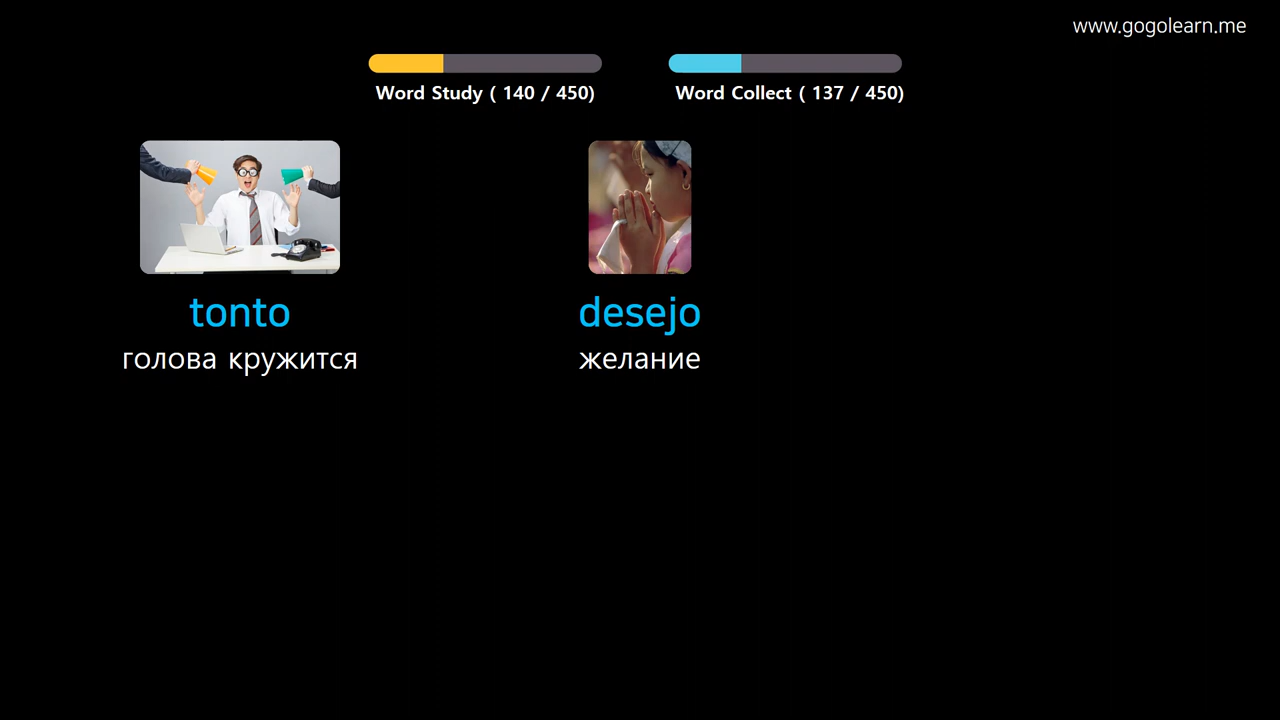 www.gogolearn.me
Word Study ( 140 / 450)
Word Collect ( 137 / 450)
tonto
голова кружится
desejo
желание